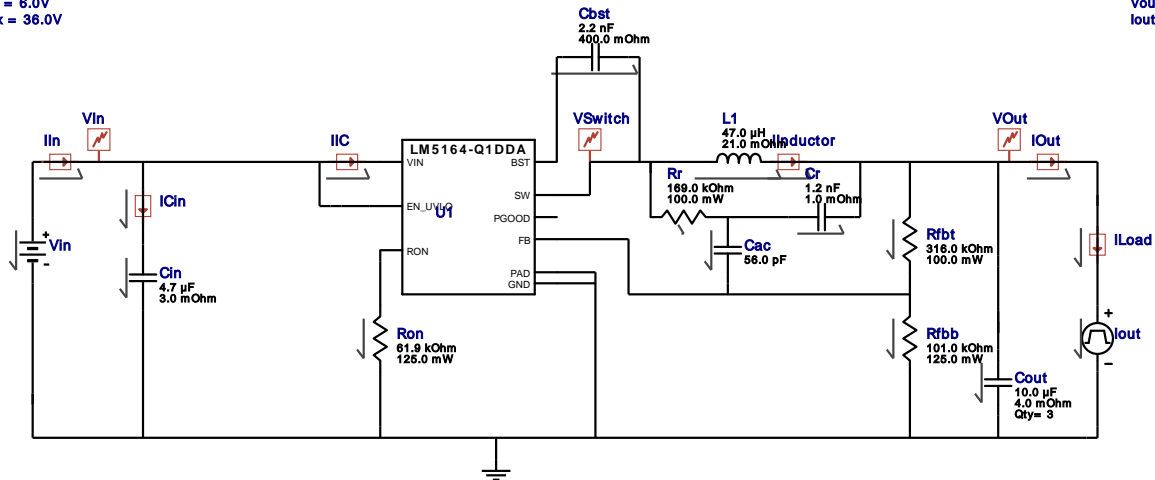 = 6.0V
x = 36.0V
Vou
Iout
Cbst
2.2 nF
400.0 mOhm
VIn
IIn
IIC
LM5164-Q1DDA
VIN
EN_UVLO
RON
U1
BST
SW
PGOOD
FB
PAD
GND
VSwitch
L1
47.0 µH
21.0 mOhm
IInductor
Rr
169.0 kOhm
100.0 mW
Cr
1.2 nF
1.0 mOhm
Cac
56.0 pF
VOut
IOut
ICin
+
Vin
-
Cin
4.7 µF
3.0 mOhm
Rfbt
316.0 kOhm
100.0 mW
ILoad
Ron
61.9 kOhm
125.0 mW
Rfbb
101.0 kOhm
125.0 mW
+
Iout
-
Cout
10.0 µF
4.0 mOhm
Qty= 3